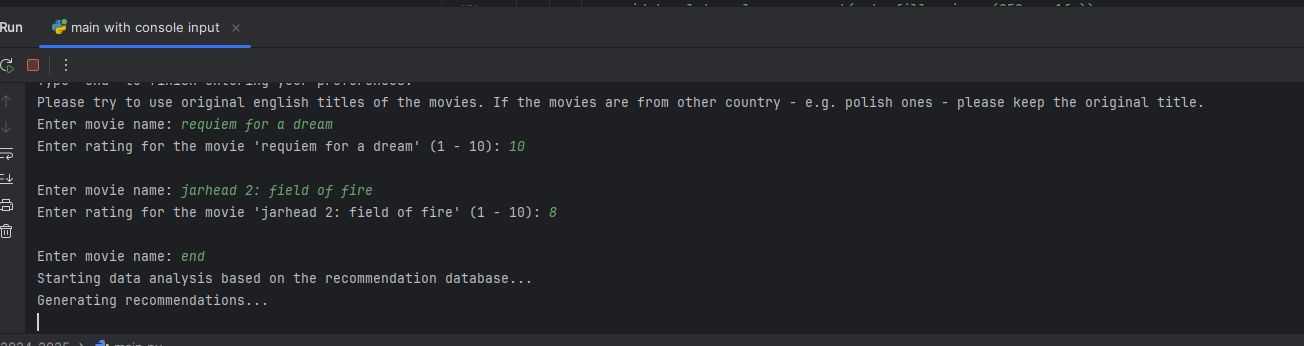 Run main with console input
Type 'end' to finish entering your preferences.
Please try to use original english titles of the movies. If the movies are from other country - e.g. polish ones - please keep the original title.
Enter movie name: requiem for a dream
Enter rating for the movie 'requiem for a dream' (1 - 10): 10
Enter movie name: jarhead 2: field of fire
Enter rating for the movie 'jarhead 2: field of fire' (1 - 10): 8
Enter movie name: end
Starting data analysis based on the recommendation database...
Generating recommendations...
2024-2025 > main.py